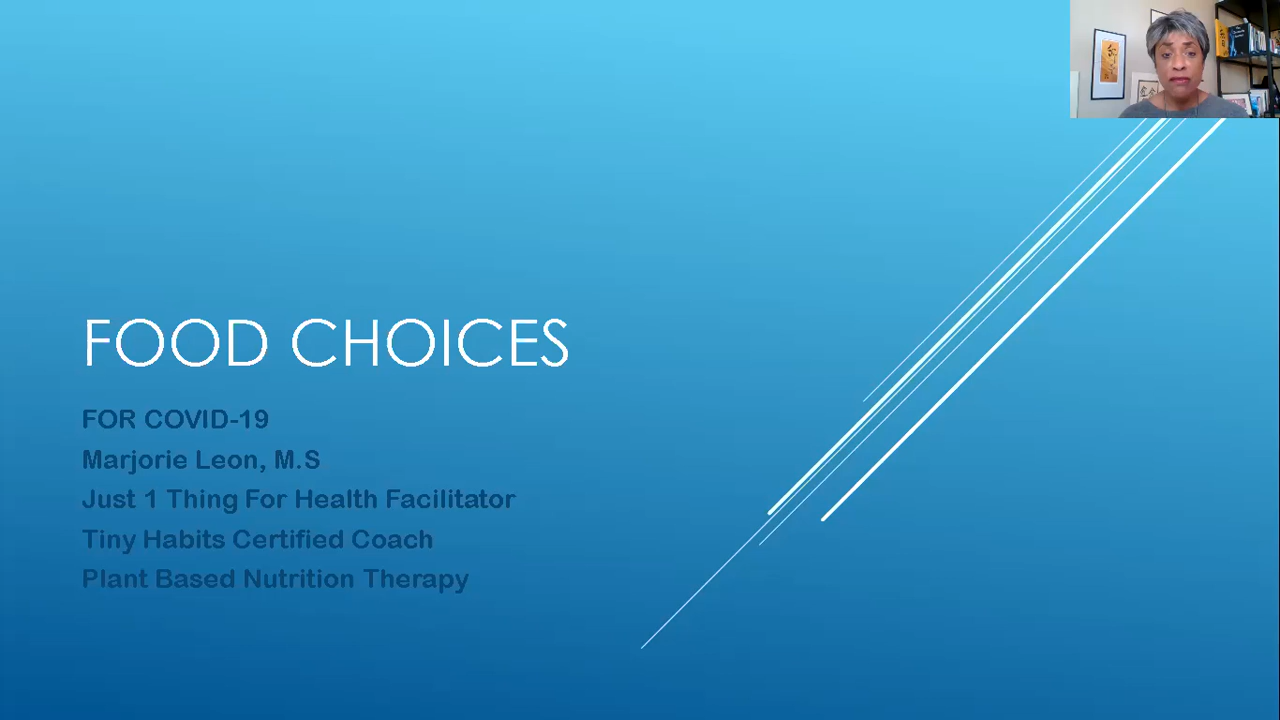 FOOD CHOICES
FOR COVID-19
Marjorie Leon, M.S
Just 1 Thing For Health Facilitator
Tiny Habits Certified Coach
Plant Based Nutrition Therapy